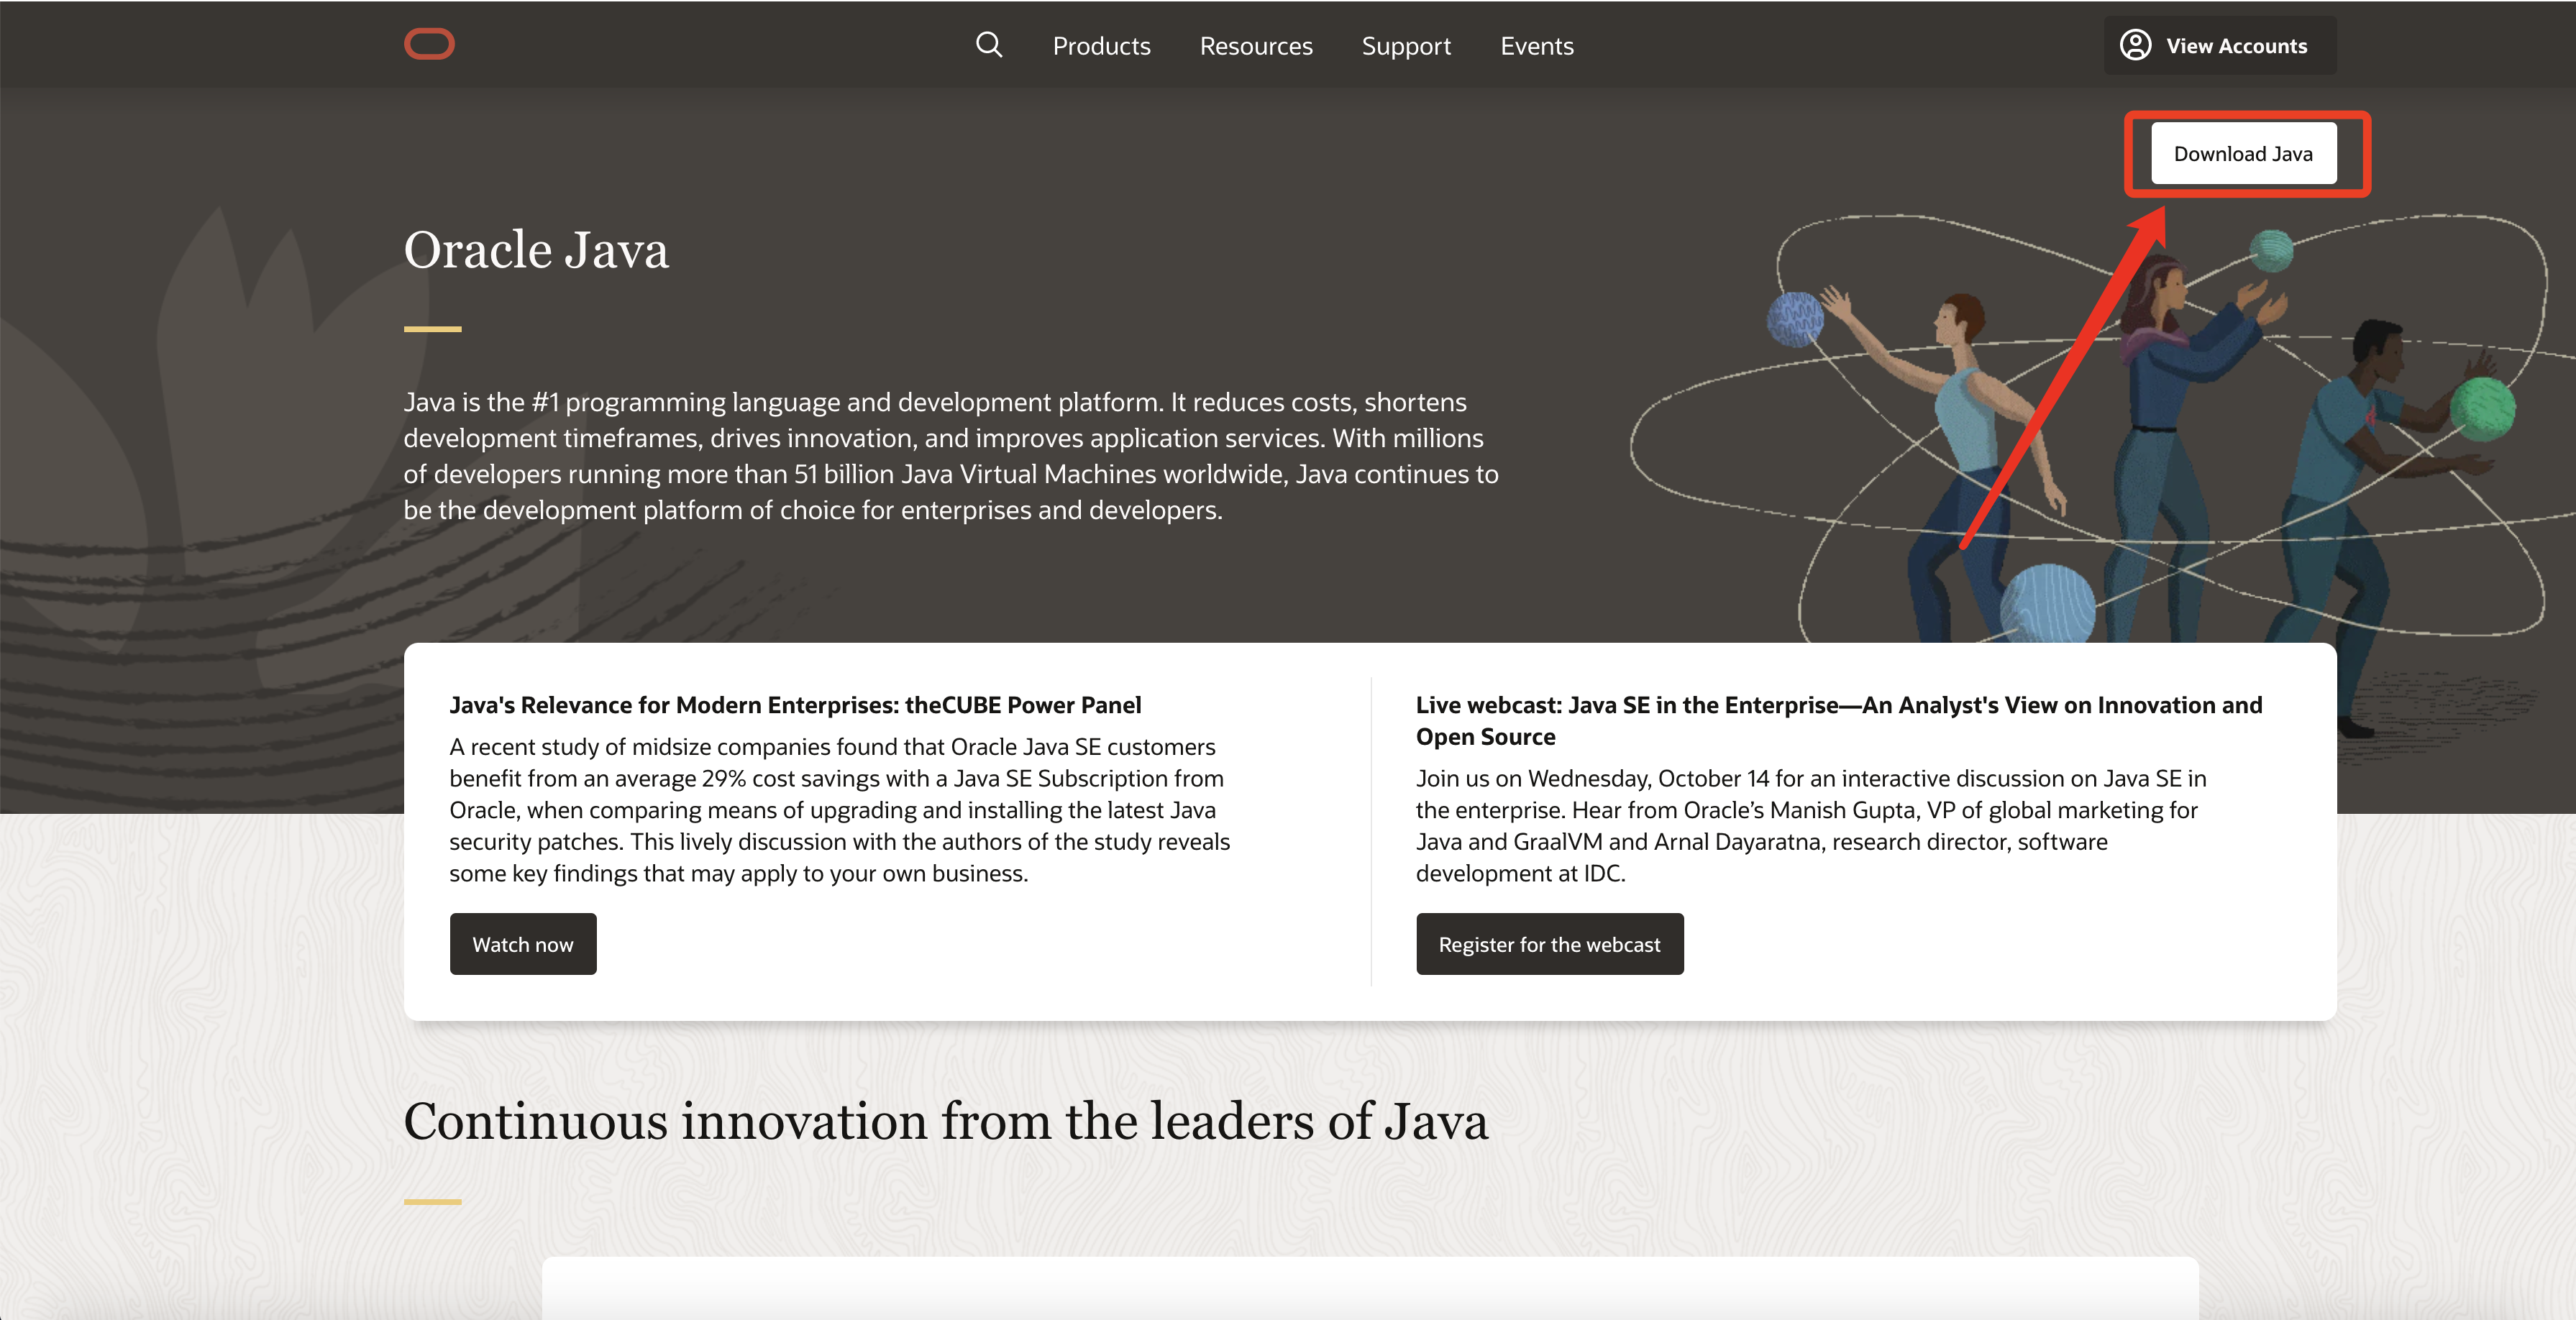 Products
Resources
Support
Events
View Accounts
Download Java
Oracle Java
Java is the #1 programming language and development platform. It reduces costs, shortens
development timeframes, drives innovation, and improves application services. With millions
of developers running more than 51 billion Java Virtual Machines worldwide, Java continues to
be the development platform of choice for enterprises and developers.
Java's Relevance for Modern Enterprises: theCUBE Power Panel
A recent study of midsize companies found that Oracle Java SE customers
benefit from an average 29% cost savings with a Java SE Subscription from
Oracle, when comparing means of upgrading and installing the latest Java
security patches. This lively discussion with the authors of the study reveals
some key findings that may apply to your own business.
Watch now
Live webcast: Java SE in the Enterprise—An Analyst's View on Innovation and
Open Source
Join us on Wednesday, October 14 for an interactive discussion on Java SE in
the enterprise. Hear from Oracle’s Manish Gupta, VP of global marketing for
Java and GraalVM and Arnal Dayaratna, research director, software
development at IDC.
Register for the webcast
Continuous innovation from the leaders of Java